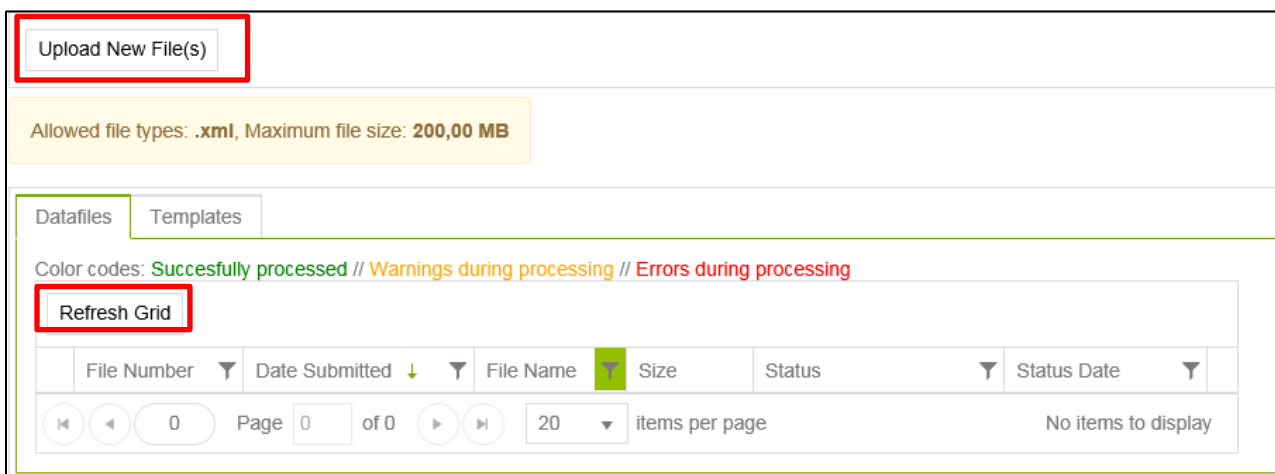 Upload New File(s)
Allowed file types: .xml, Maximum file size: 200,00 MB
Datafiles Templates
Color codes: Succesfully processed // Warnings during processing // Errors during processing
Refresh Grid
File Number Date Submitted ↓ File Name Size Status Status Date
0 Page 0 of 0 20 items per page No items to display